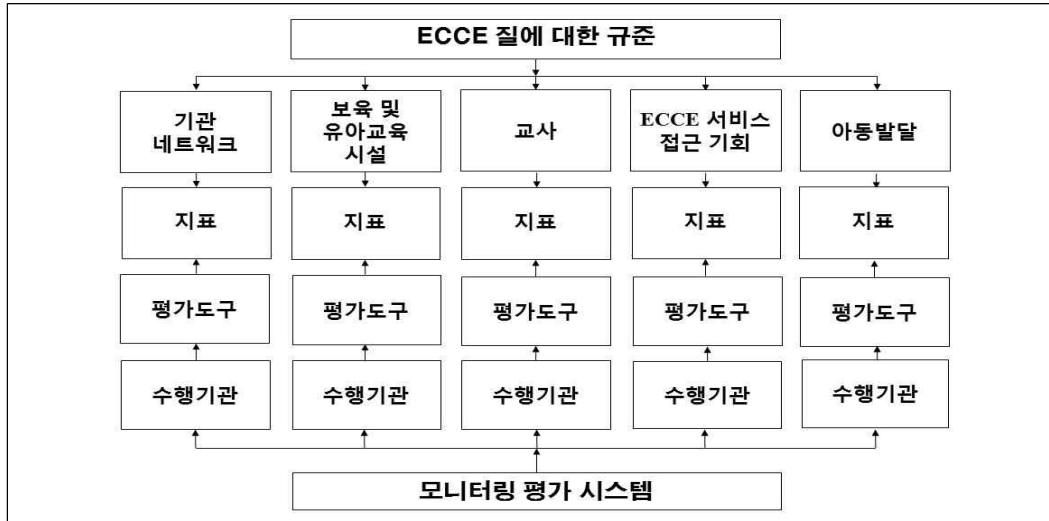 ECCE 질에 대한 규준
기관
네트워크
보육 및
유아교육
시설
교사
ECCE 서비스
접근 기회
아동발달
지표
지표
지표
지표
지표
평가도구
평가도구
평가도구
평가도구
평가도구
수행기관
수행기관
수행기관
수행기관
수행기관
모니터링 평가 시스템